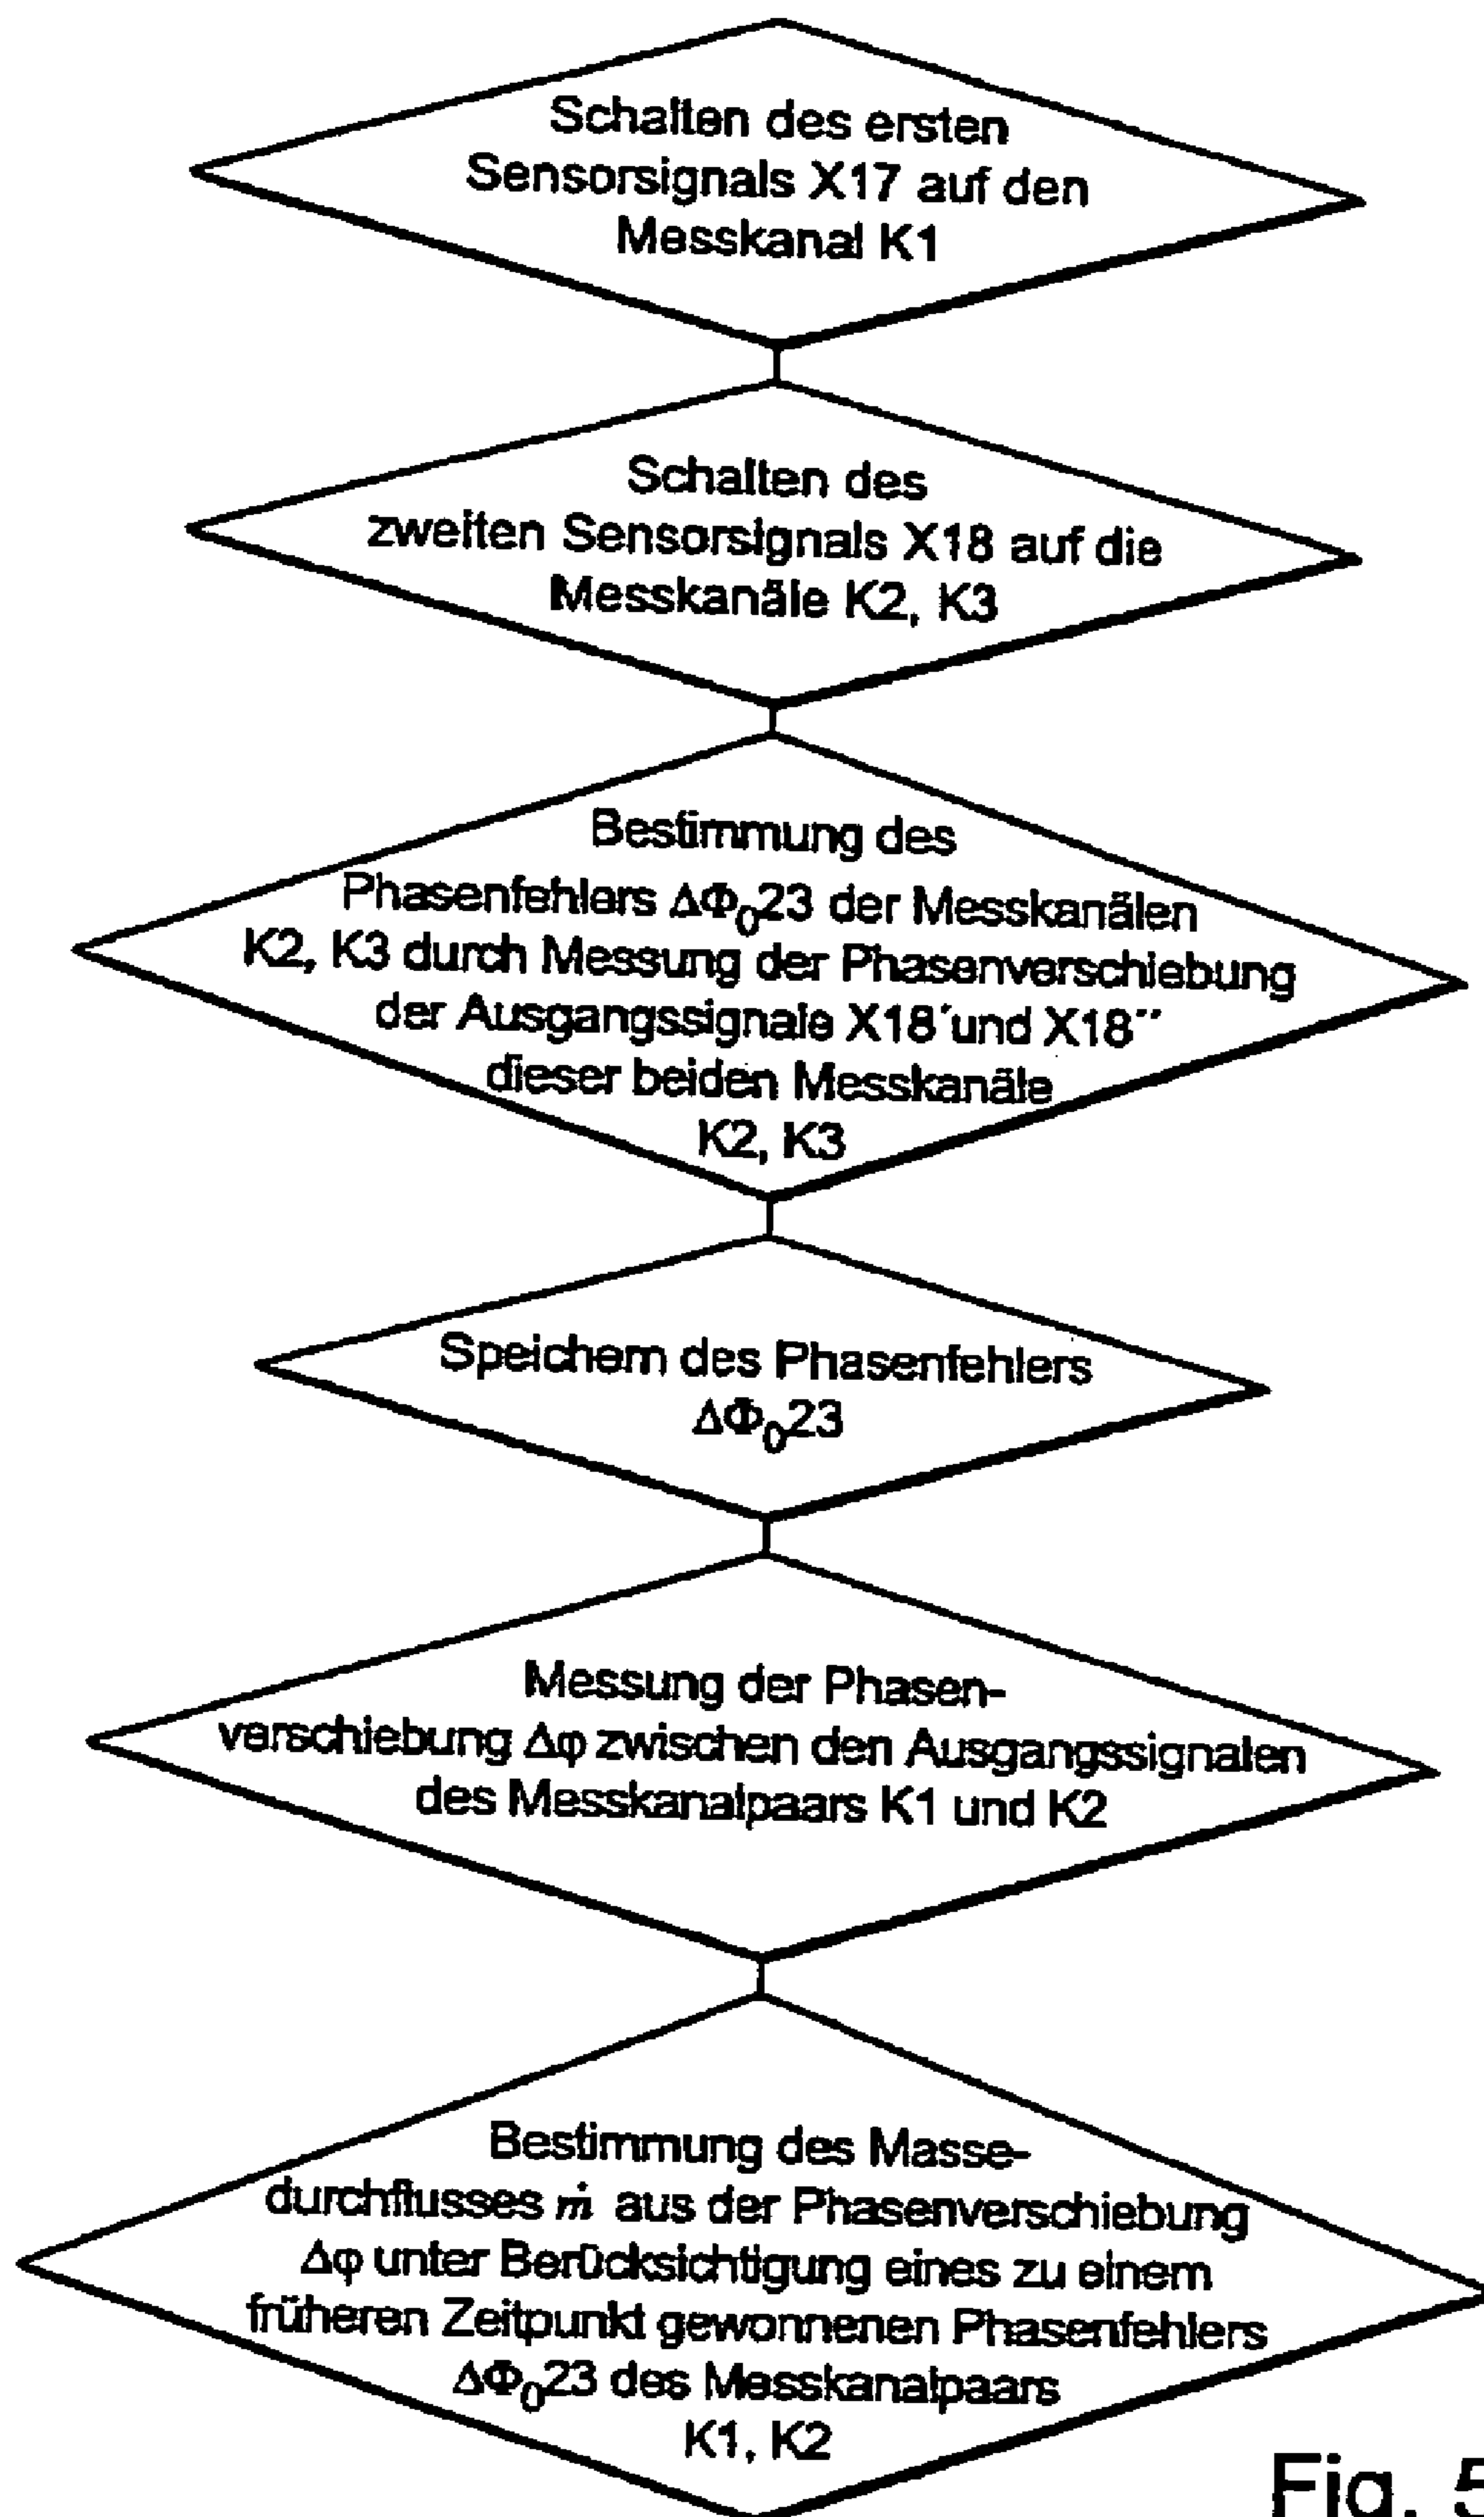 Schalten des ersten
Sensorsignals X17 auf den
Messkanal K1
Schalten des
zweiten Sensorsignals X18 auf die
Messkanäle K2, K3
Bestimmung des
Phasenfehlers ΔΦ₀23 der Messkanälen
K2, K3 durch Messung der Phasenverschiebung
der Ausgangssignale X18´und X18´´
dieser beiden Messkanäle
K2, K3
Speichern des Phasenfehlers
ΔΦ₀23
Messung der Phasen-
verschiebung Δφ zwischen den Ausgangssignalen
des Messkanalpaars K1 und K2
Bestimmung des Masse-
durchflusses ṁ aus der Phasenverschiebung
Δφ unter Berücksichtigung eines zu einem
früheren Zeitpunkt gewonnenen Phasenfehlers
ΔΦ₀23 des Messkanalpaars
K1, K2
Fig. 5